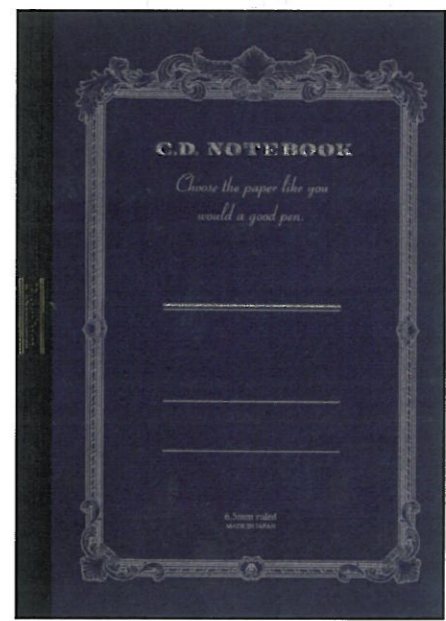 C.D. NOTEBOOK
Choose the paper like you
would a good pen.
6.5mm ruled
MADE IN JAPAN